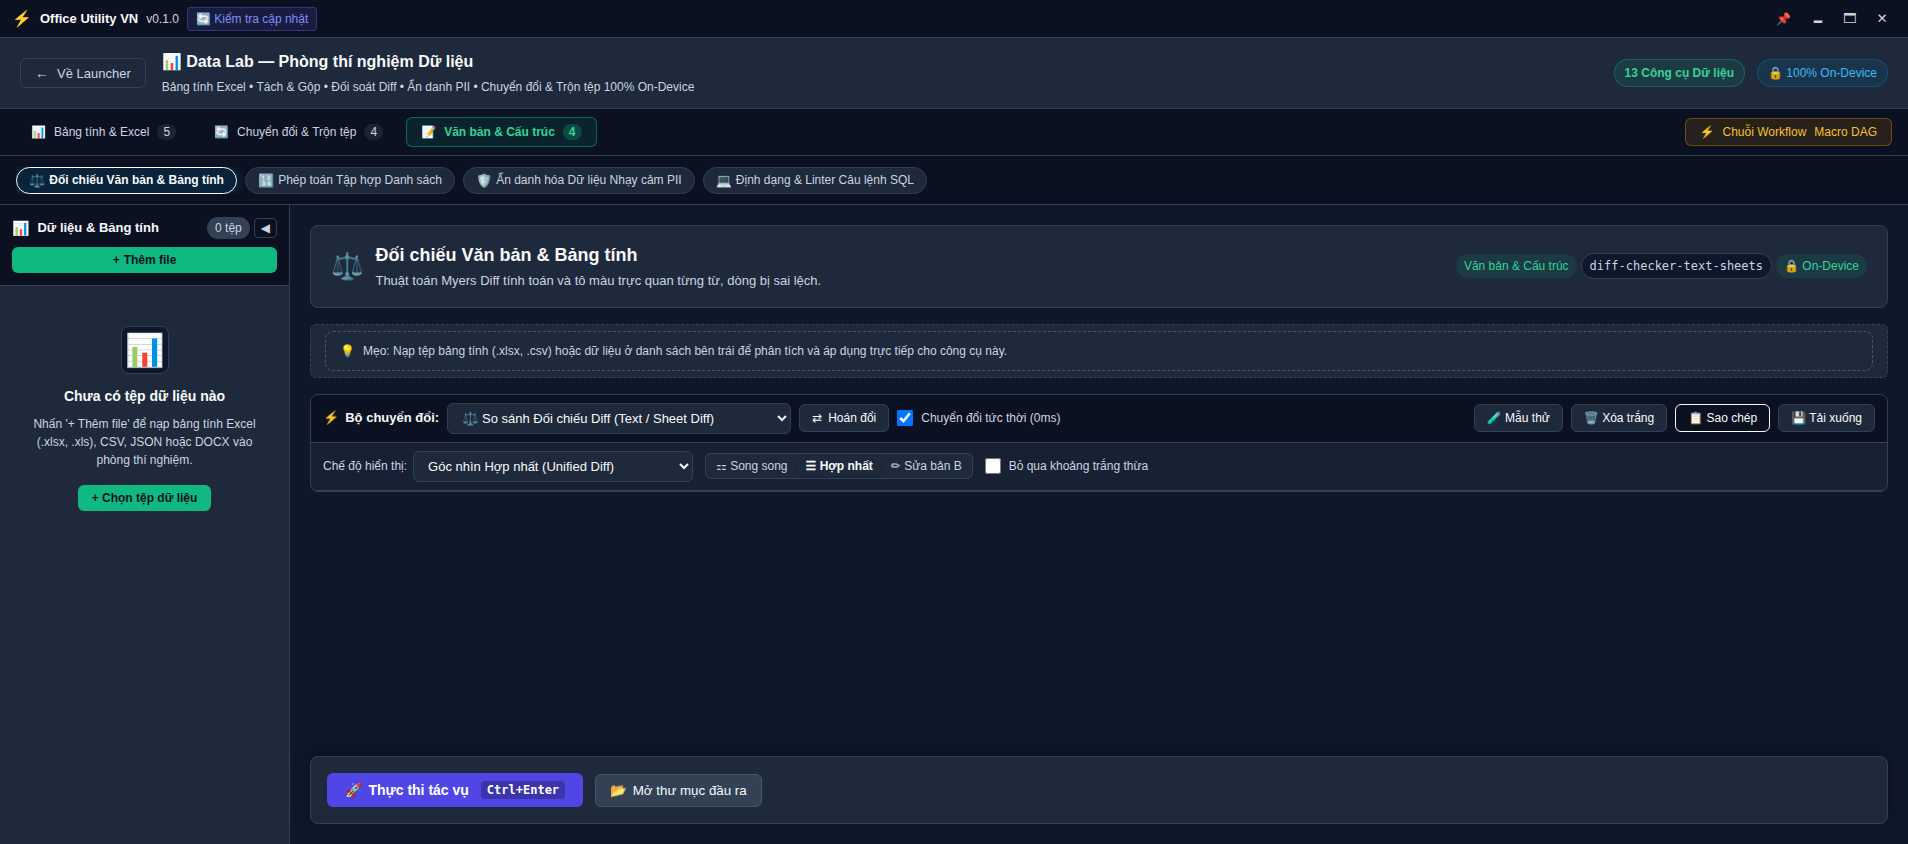 ⚡ Office Utility VN v0.1.0 🔄 Kiểm tra cập nhật
← Về Launcher
📊 Data Lab — Phòng thí nghiệm Dữ liệu
Bảng tính Excel • Tách & Gộp • Đối soát Diff • Ẩn danh PII • Chuyển đổi & Trộn tệp 100% On-Device
13 Công cụ Dữ liệu 🔒 100% On-Device
📊 Bảng tính & Excel 5 🔄 Chuyển đổi & Trộn tệp 4 📝 Văn bản & Cấu trúc 4 ⚡ Chuỗi Workflow Macro DAG
⚖️ Đối chiếu Văn bản & Bảng tính 🔢 Phép toán Tập hợp Danh sách 🛡️ Ẩn danh hóa Dữ liệu Nhạy cảm PII 💻 Định dạng & Linter Câu lệnh SQL
📊 Dữ liệu & Bảng tính 0 tệp ◀
+ Thêm file
Chưa có tệp dữ liệu nào
Nhấn '+ Thêm file' để nạp bảng tính Excel
(.xlsx, .xls), CSV, JSON hoặc DOCX vào
phòng thí nghiệm.
+ Chọn tệp dữ liệu
⚖️ Đối chiếu Văn bản & Bảng tính
Thuật toán Myers Diff tính toán và tô màu trực quan từng từ, dòng bị sai lệch.
Văn bản & Cấu trúc diff-checker-text-sheets 🔒 On-Device
💡 Mẹo: Nạp tệp bảng tính (.xlsx, .csv) hoặc dữ liệu ở danh sách bên trái để phân tích và áp dụng trực tiếp cho công cụ này.
⚡ Bộ chuyển đổi: ⚖️ So sánh Đối chiếu Diff (Text / Sheet Diff) ⇄ Hoán đổi Chuyển đổi tức thời (0ms) 🧪 Mẫu thử 🗑️ Xóa trắng 📋 Sao chép 💾 Tải xuống
Chế độ hiển thị: Góc nhìn Hợp nhất (Unified Diff) ⚏ Song song ☰ Hợp nhất ✏ Sửa bản B Bỏ qua khoảng trắng thừa
🚀 Thực thi tác vụ Ctrl+Enter 📂 Mở thư mục đầu ra